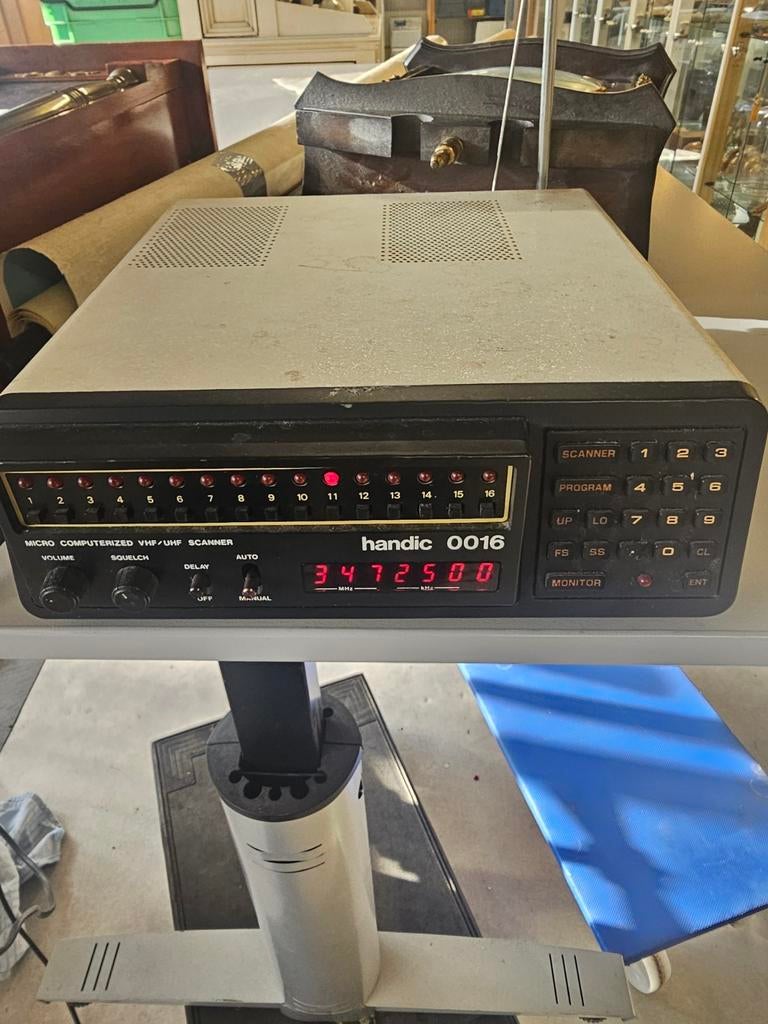 1 2 3 4 5 6 7 8 9 10 11 12 13 14 15 16
MICRO COMPUTERIZED VHF/UHF SCANNER
handic 0016
VOLUME SQUELCH DELAY AUTO
OFF MANUAL
3472500
MHz kHz
SCANNER 1 2 3
PROGRAM 4 5 6
UP LO 7 8 9
FS SS . 0 CL
MONITOR ENT